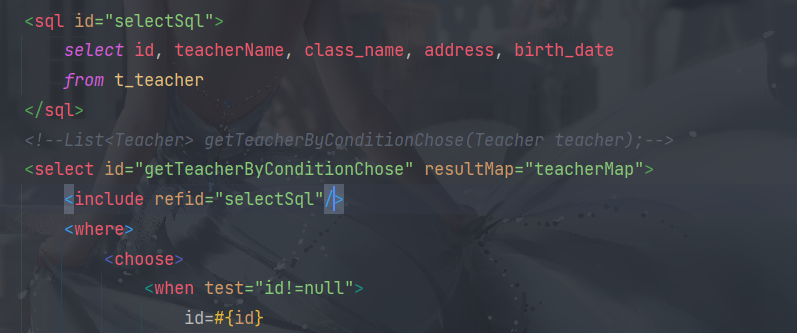 <sql id="selectSql">
select id, teacherName, class_name, address, birth_date
from t_teacher
</sql>
<!--List<Teacher> getTeacherByConditionChose(Teacher teacher);-->
<select id="getTeacherByConditionChose" resultMap="teacherMap">
<include refid="selectSql"/>
<where>
<choose>
<when test="id!=null">
id=#{id}